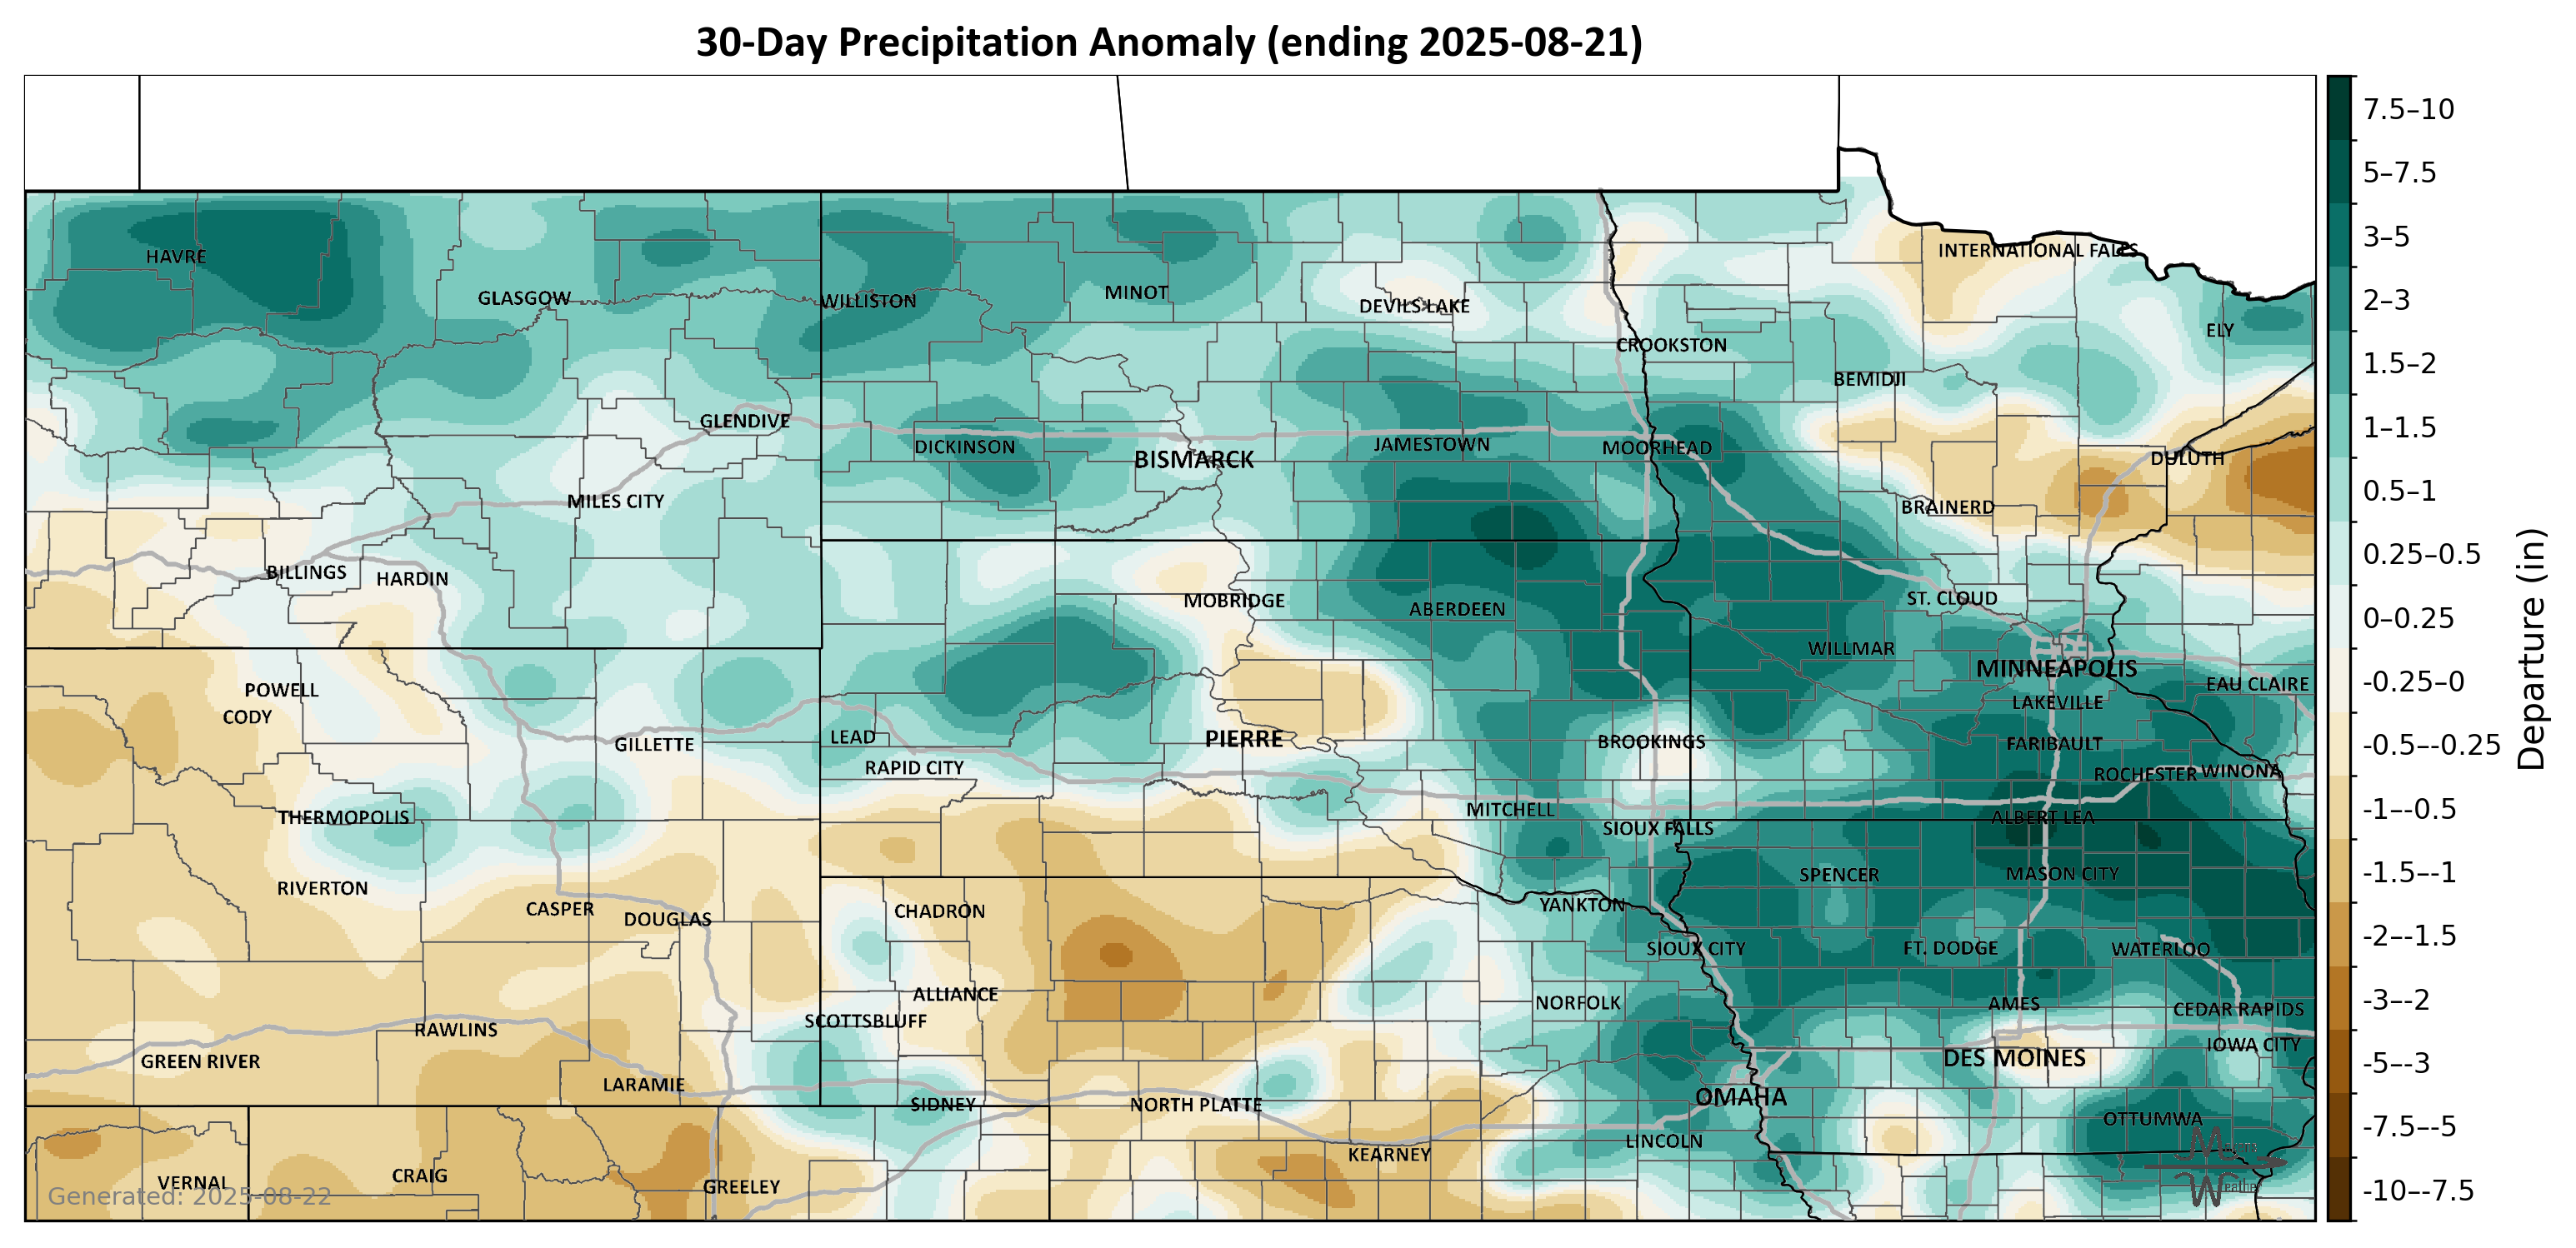 30-Day Precipitation Anomaly (ending 2025-08-21)
HAVRE
GLASGOW
WILLISTON
MINOT
DEVILS LAKE
INTERNATIONAL FALLS
ELY
CROOKSTON
BEMIDJI
GLENDIVE
DICKINSON
BISMARCK
JAMESTOWN
MOORHEAD
DULUTH
MILES CITY
BRAINERD
BILLINGS
HARDIN
MOBRIDGE
ABERDEEN
ST. CLOUD
WILLMAR
MINNEAPOLIS
POWELL
CODY
EAU CLAIRE
LAKEVILLE
GILLETTE
LEAD
PIERRE
BROOKINGS
FARIBAULT
RAPID CITY
ROCHESTER
WINONA
THERMOPOLIS
MITCHELL
SIOUX FALLS
ALBERT LEA
RIVERTON
SPENCER
MASON CITY
CASPER
DOUGLAS
CHADRON
YANKTON
SIOUX CITY
FT. DODGE
WATERLOO
ALLIANCE
NORFOLK
AMES
CEDAR RAPIDS
SCOTTSBLUFF
RAWLINS
GREEN RIVER
DES MOINES
IOWA CITY
LARAMIE
SIDNEY
NORTH PLATTE
OMAHA
OTTUMWA
LINCOLN
KEARNEY
VERNAL
CRAIG
GREELEY
Generated: 2025-08-22
7.5–10
5–7.5
3–5
2–3
1.5–2
1–1.5
0.5–1
0.25–0.5
0–0.25
-0.25–0
-0.5–-0.25
-1–-0.5
-1.5–-1
-2–-1.5
-3–-2
-5–-3
-7.5–-5
-10–-7.5
Departure (in)